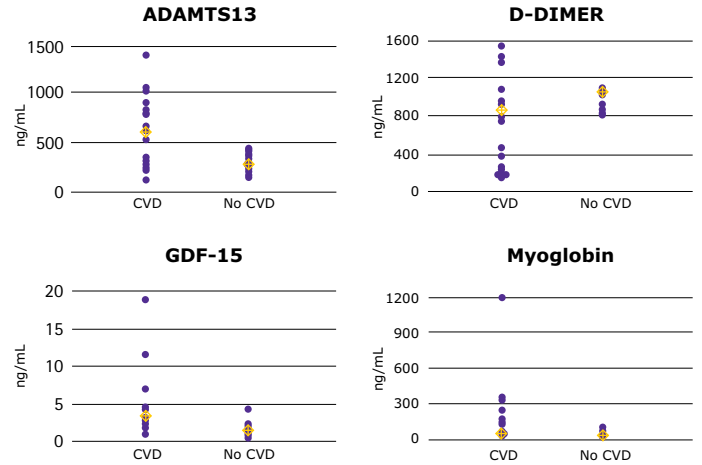 ADAMTS13
1500
1000
500
0
ng/mL
CVD
No CVD
D-DIMER
1600
1200
800
400
0
ng/mL
CVD
No CVD
GDF-15
20
15
10
5
0
ng/mL
CVD
No CVD
Myoglobin
1200
900
600
300
0
ng/mL
CVD
No CVD